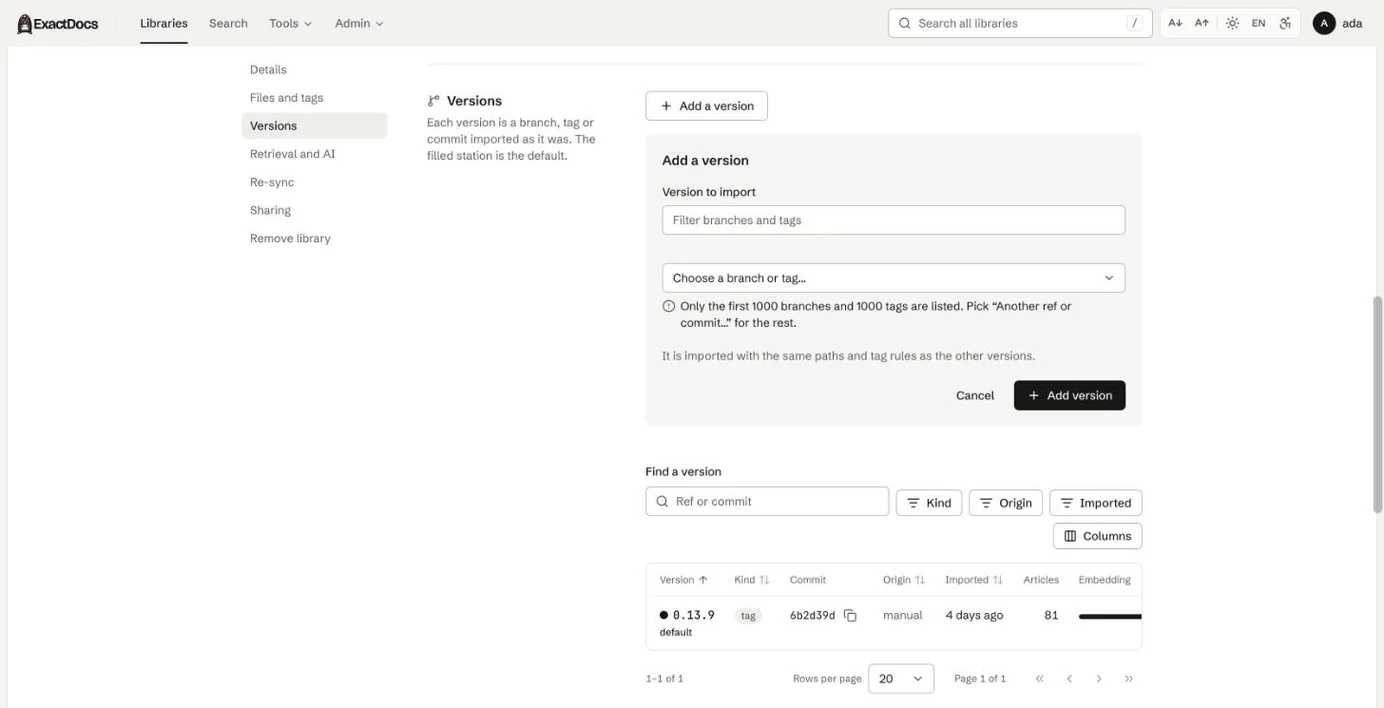 ExactDocs
Libraries
Search
Tools
Admin
Search all libraries
/
A↓
A↑
EN
A
ada
Details
Files and tags
Versions
Retrieval and AI
Re-sync
Sharing
Remove library
Versions
Each version is a branch, tag or
commit imported as it was. The
filled station is the default.
+ Add a version
Add a version
Version to import
Filter branches and tags
Choose a branch or tag...
Only the first 1000 branches and 1000 tags are listed. Pick “Another ref or
commit...” for the rest.
It is imported with the same paths and tag rules as the other versions.
Cancel
+ Add version
Find a version
Ref or commit
Kind
Origin
Imported
Columns
Version ↑ Kind ↑↓ Commit Origin ↑↓ Imported ↑↓ Articles Embedding
0.13.9 tag 6b2d39d manual 4 days ago 81
default
1–1 of 1
Rows per page 20
Page 1 of 1
« ‹ › »